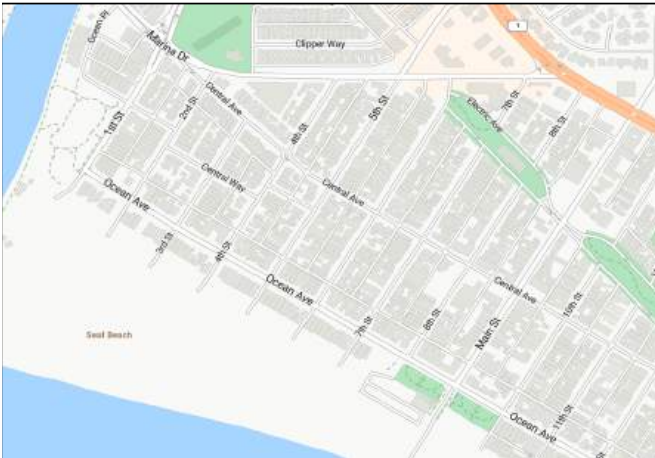 Ocean Pl
Marina Dr
Clipper Way
1
Central Ave
2nd St
1st St
4th St
5th St
Electric Ave
7th St
8th St
Central Way
Central Ave
Ocean Ave
3rd St
4th St
Ocean Ave
Central Ave
10th St
7th St
8th St
Main St
Seal Beach
11th St
Ocean Ave